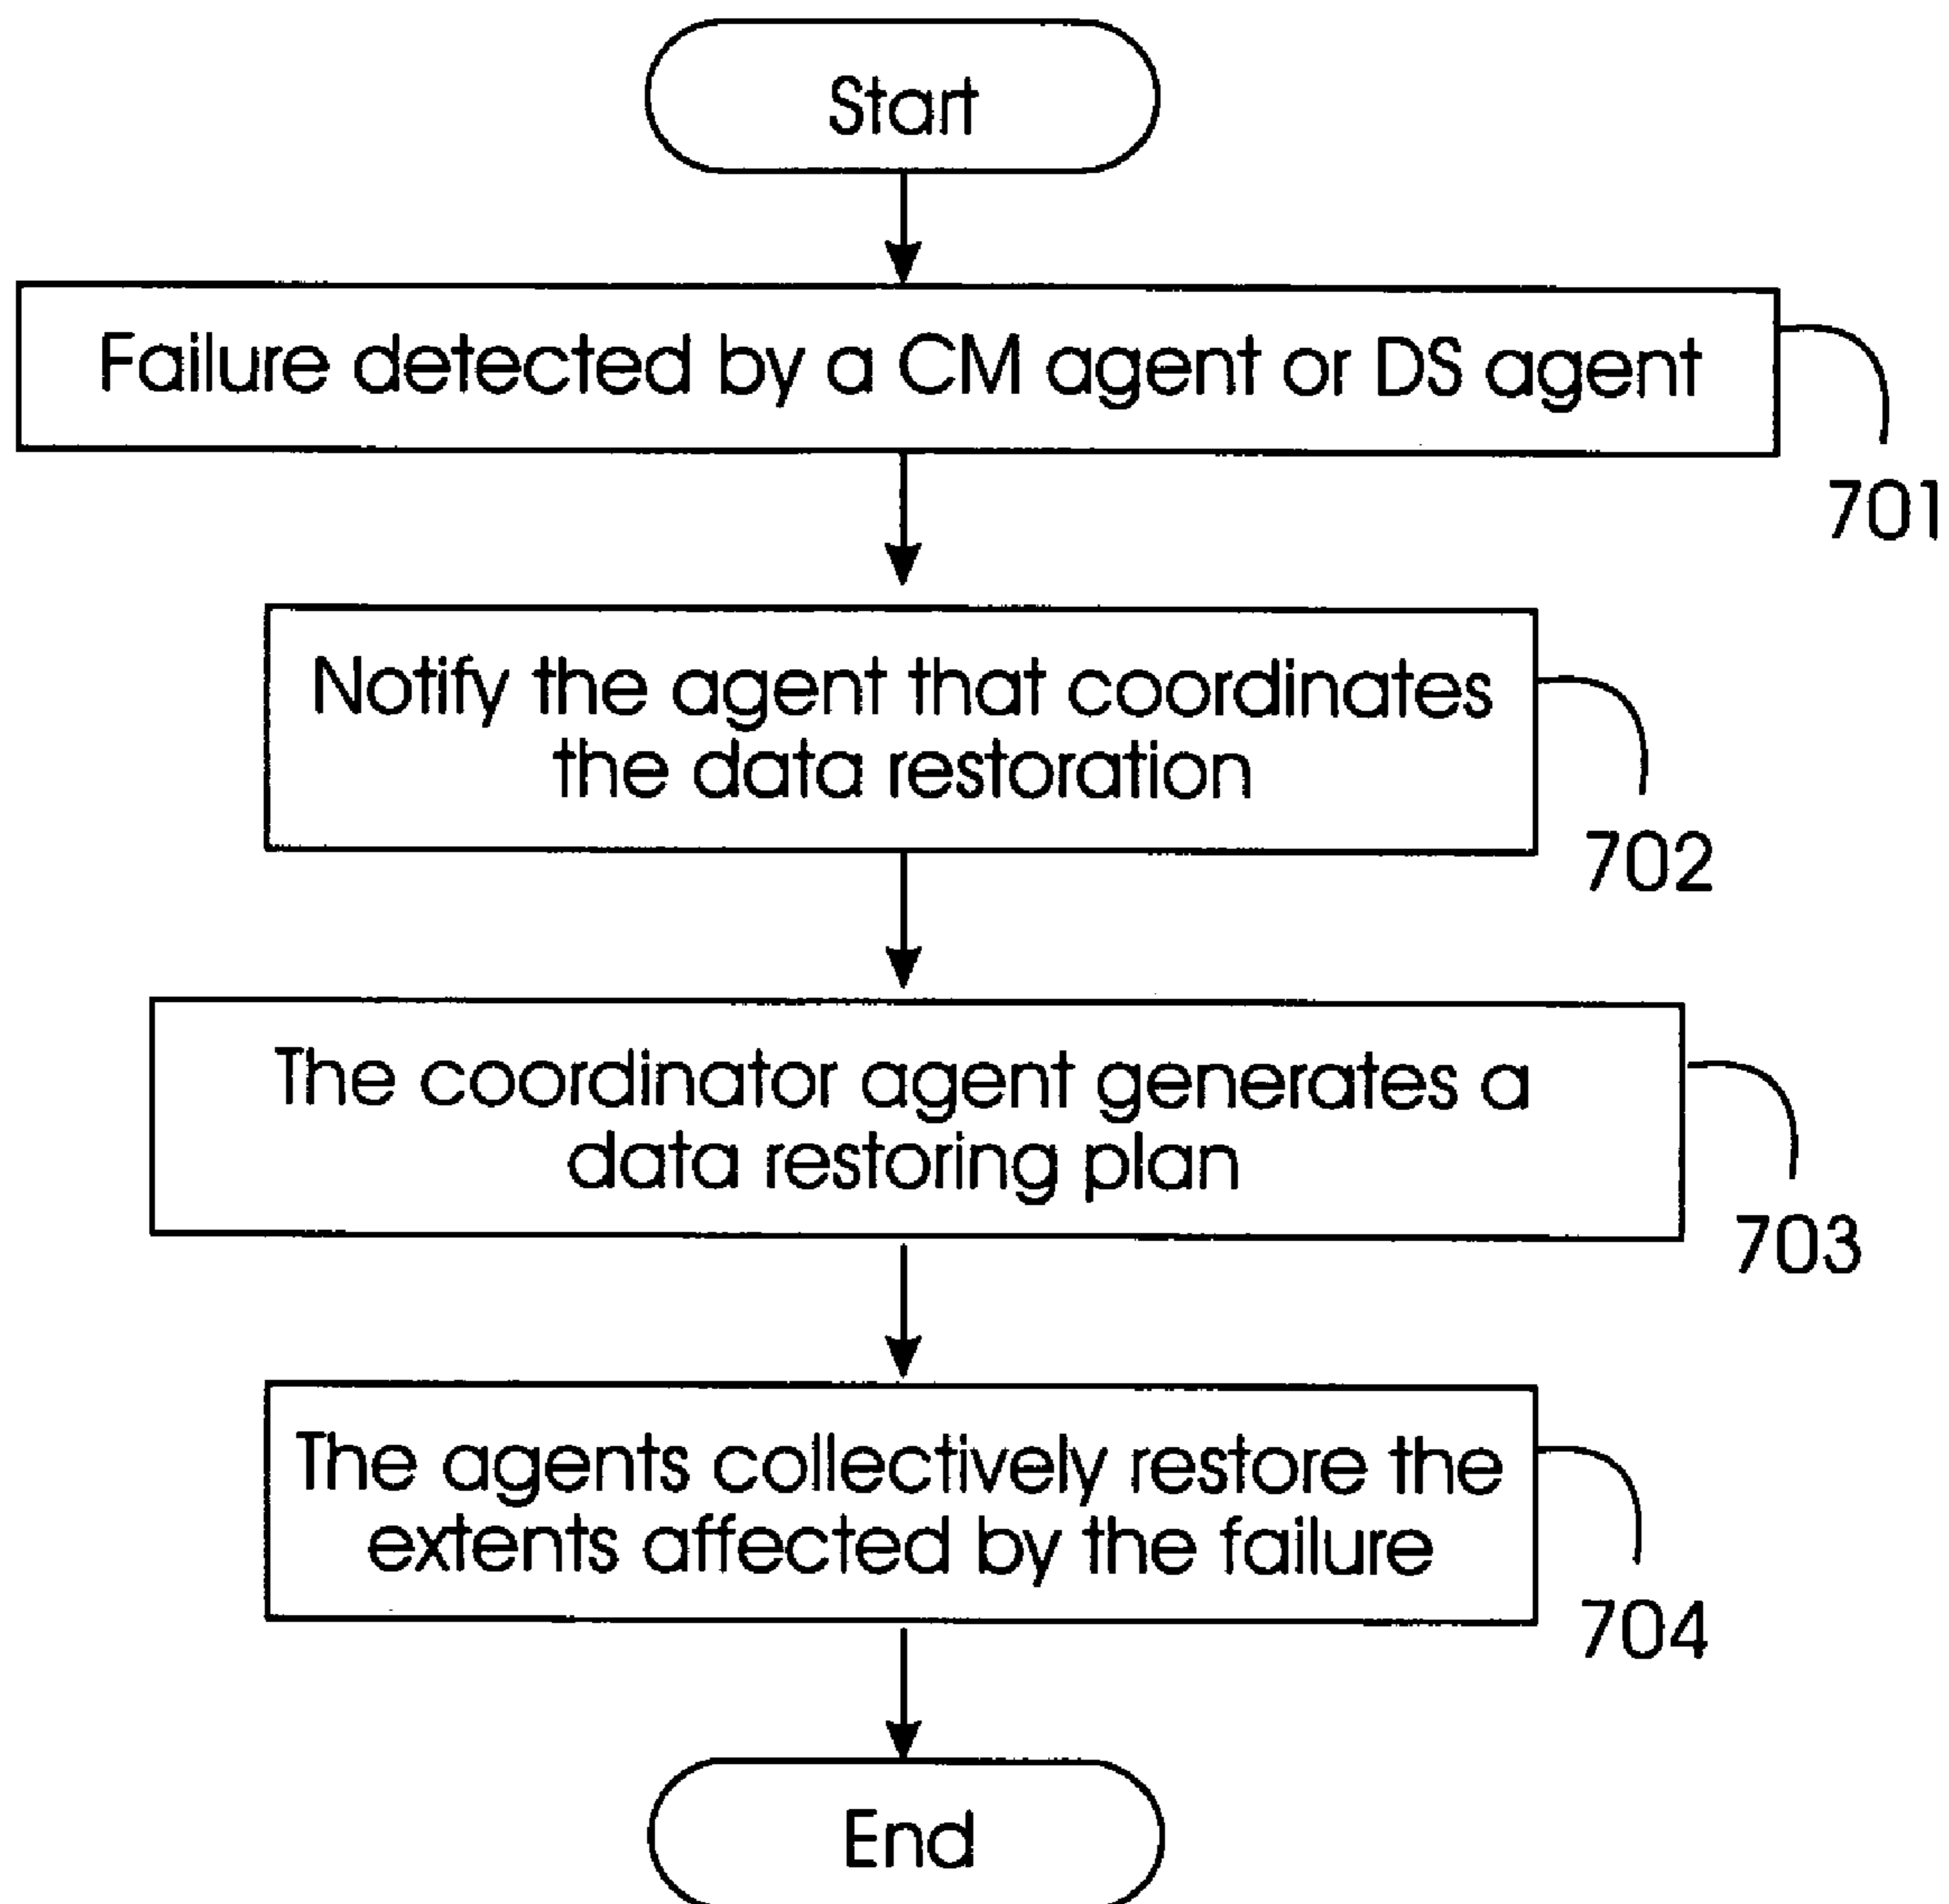 Start
Failure detected by a CM agent or DS agent
701
Notify the agent that coordinates
the data restoration
702
The coordinator agent generates a
data restoring plan
703
The agents collectively restore the
extents affected by the failure
704
End